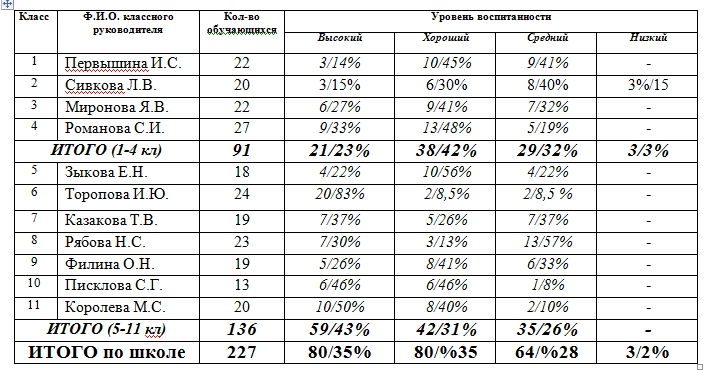 Класс Ф.И.О. классного руководителя Кол-во обучающихся Уровень воспитанности
Высокий Хороший Средний Низкий
1 Первышина И.С. 22 3/14% 10/45% 9/41% -
2 Сивкова Л.В. 20 3/15% 6/30% 8/40% 3%/15
3 Миронова Я.В. 22 6/27% 9/41% 7/32% -
4 Романова С.И. 27 9/33% 13/48% 5/19% -
ИТОГО (1-4 кл) 91 21/23% 38/42% 29/32% 3/3%
5 Зыкова Е.Н. 18 4/22% 10/56% 4/22% -
6 Торопова И.Ю. 24 20/83% 2/8,5% 2/8,5 % -
7 Казакова Т.В. 19 7/37% 5/26% 7/37% -
8 Рябова Н.С. 23 7/30% 3/13% 13/57% -
9 Филина О.Н. 19 5/26% 8/41% 6/33% -
10 Писклова С.Г. 13 6/46% 6/46% 1/8% -
11 Королева М.С. 20 10/50% 8/40% 2/10% -
ИТОГО (5-11 кл) 136 59/43% 42/31% 35/26% -
ИТОГО по школе 227 80/35% 80/%35 64/%28 3/2%